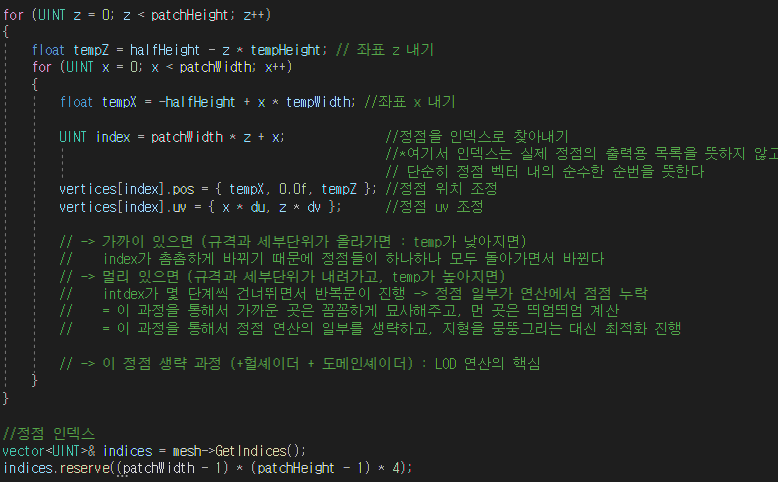 for (UINT z = 0; z < patchHeight; z++)
{
float tempZ = halfHeight - z * tempHeight; // 좌표 z 내기
for (UINT x = 0; x < patchWidth; x++)
{
float tempX = -halfHeight + x * tempWidth; //좌표 x 내기
UINT index = patchWidth * z + x; //정점을 인덱스로 찾아내기
//*여기서 인덱스는 실제 정점의 출력용 목록을 뜻하지 않고
// 단순히 정점 벡터 내의 순수한 순번을 뜻한다
vertices[index].pos = { tempX, 0.0f, tempZ }; //정점 위치 조정
vertices[index].uv = { x * du, z * dv }; //정점 uv 조정
// -> 가까이 있으면 (규격과 세부단위가 올라가면 : temp가 낮아지면)
// index가 촘촘하게 바뀌기 때문에 정점들이 하나하나 모두 돌아가면서 바뀐다
// -> 멀리 있으면 (규격과 세부단위가 내려가고, temp가 높아지면)
// intdex가 몇 단계씩 건너뛰면서 반복문이 진행 -> 정점 일부가 연산에서 점점 누락
// = 이 과정을 통해서 가까운 곳은 꼼꼼하게 묘사해주고, 먼 곳은 띄엄띄엄 계산
// = 이 과정을 통해서 정점 연산의 일부를 생략하고, 지형을 뭉뚱그리는 대신 최적화 진행
// -> 이 정점 생략 과정 (+헐셰이더 + 도메인셰이더) : LOD 연산의 핵심
}
}
//정점 인덱스
vector<UINT>& indices = mesh->GetIndices();
indices.reserve((patchWidth - 1) * (patchHeight - 1) * 4);